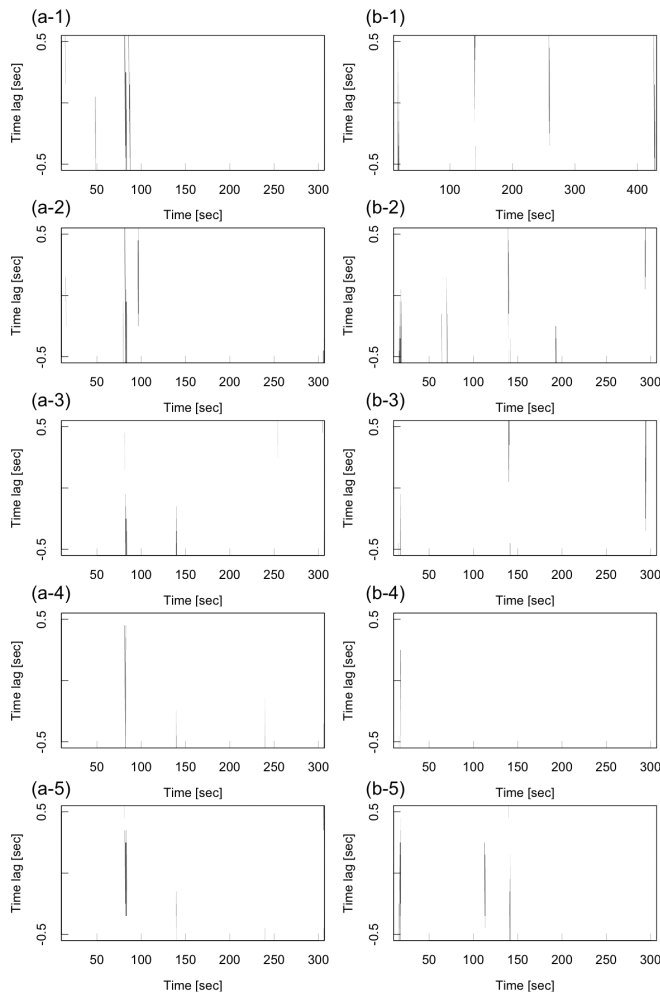 (a-1) (b-1)
Time lag [sec] 0.5 -0.5 Time lag [sec] 0.5 -0.5
50 100 150 200 250 300 100 200 300 400
Time [sec] Time [sec]
(a-2) (b-2)
Time lag [sec] 0.5 -0.5 Time lag [sec] 0.5 -0.5
50 100 150 200 250 300 50 100 150 200 250 300
Time [sec] Time [sec]
(a-3) (b-3)
Time lag [sec] 0.5 -0.5 Time lag [sec] 0.5 -0.5
50 100 150 200 250 300 50 100 150 200 250 300
Time [sec] Time [sec]
(a-4) (b-4)
Time lag [sec] 0.5 -0.5 Time lag [sec] 0.5 -0.5
50 100 150 200 250 300 50 100 150 200 250 300
Time [sec] Time [sec]
(a-5) (b-5)
Time lag [sec] 0.5 -0.5 Time lag [sec] 0.5 -0.5
50 100 150 200 250 300 50 100 150 200 250 300
Time [sec] Time [sec]